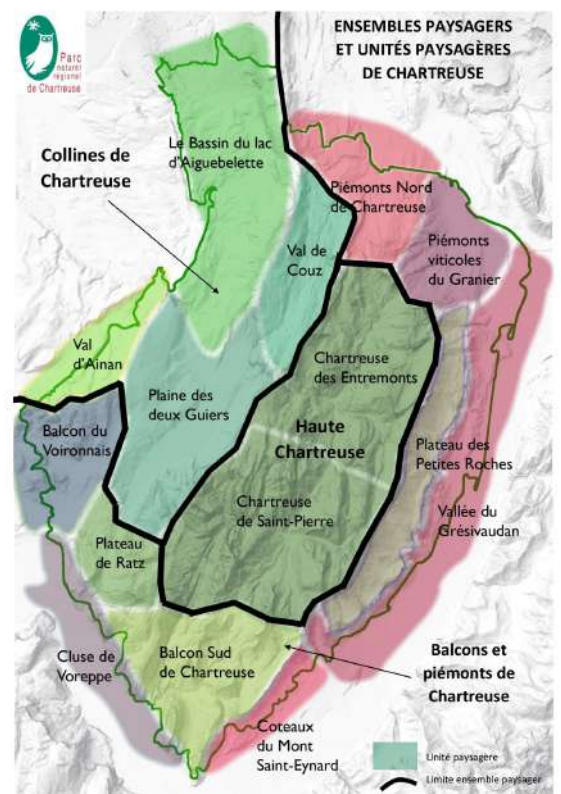 Parc
naturel
régional
de Chartreuse
ENSEMBLES PAYSAGERS
ET UNITÉS PAYSAGÈRES
DE CHARTREUSE
Le Bassin du lac
d'Aiguebelette
Collines de
Chartreuse
Piémonts Nord
de Chartreuse
Val de
Couz
Piémonts
viticoles
du Granier
Val
d'Ainan
Chartreuse
des Entremonts
Plaine des
deux Guiers
Haute
Chartreuse
Balcon du
Voironnais
Plateau des
Petites Roches
Chartreuse
de Saint-Pierre
Vallée du
Grésivaudan
Plateau
de Ratz
Cluse de
Voreppe
Balcon Sud
de Chartreuse
Balcons et
piémonts de
Chartreuse
Coteaux
du Mont
Saint-Eynard
Unité paysagère
Limite ensemble paysager